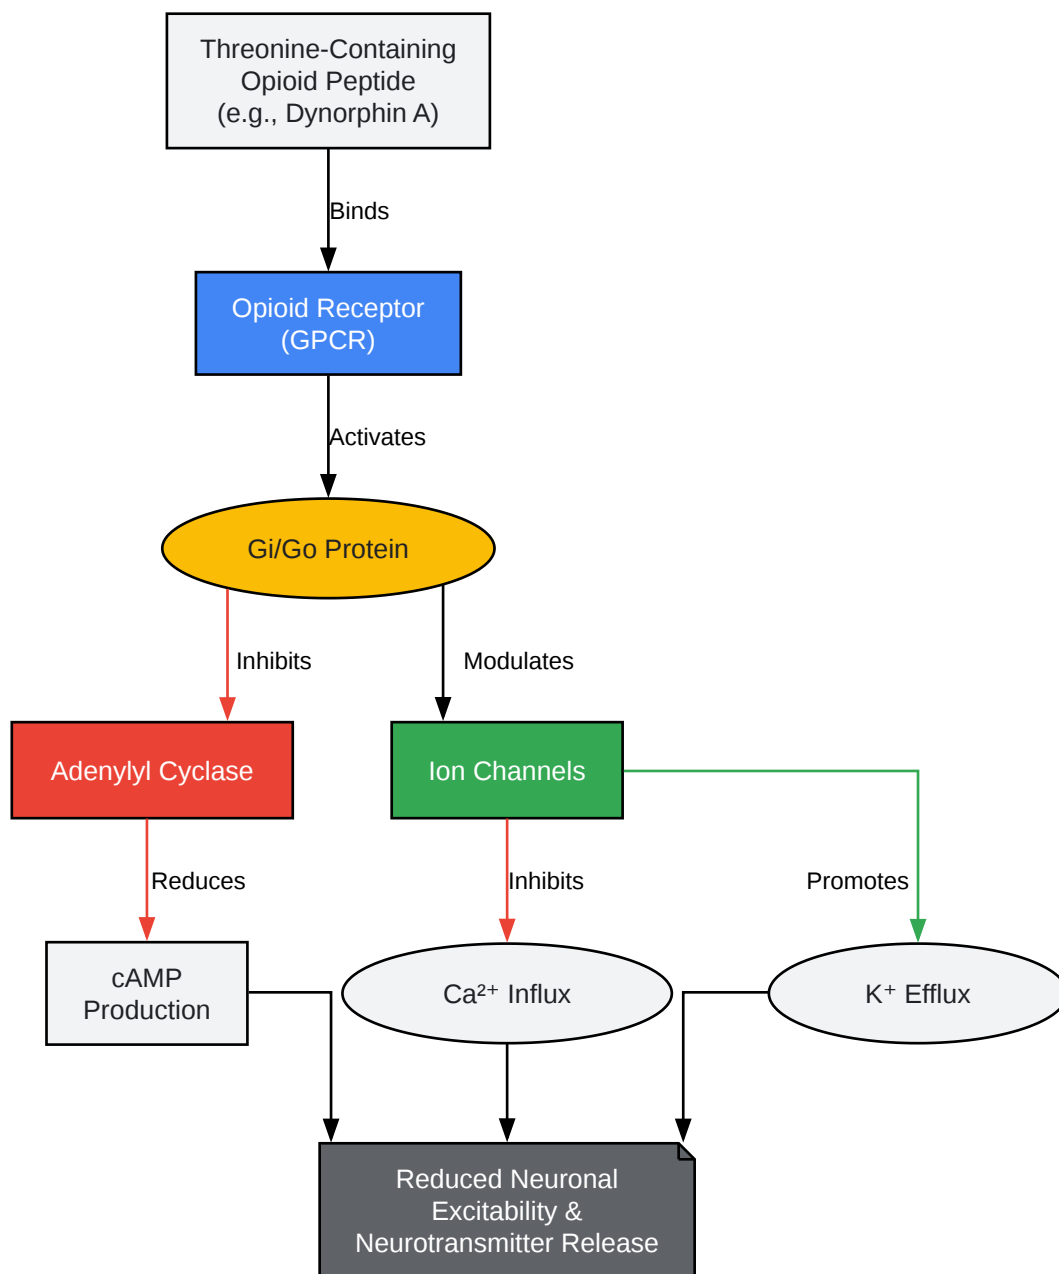 Threonine-Containing
Opioid Peptide
(e.g., Dynorphin A)
Binds
Opioid Receptor
(GPCR)
Activates
Gi/Go Protein
Inhibits
Modulates
Adenylyl Cyclase
Ion Channels
Reduces
Inhibits
Promotes
cAMP
Production
Ca²⁺ Influx
K⁺ Efflux
Reduced Neuronal
Excitability &
Neurotransmitter Release